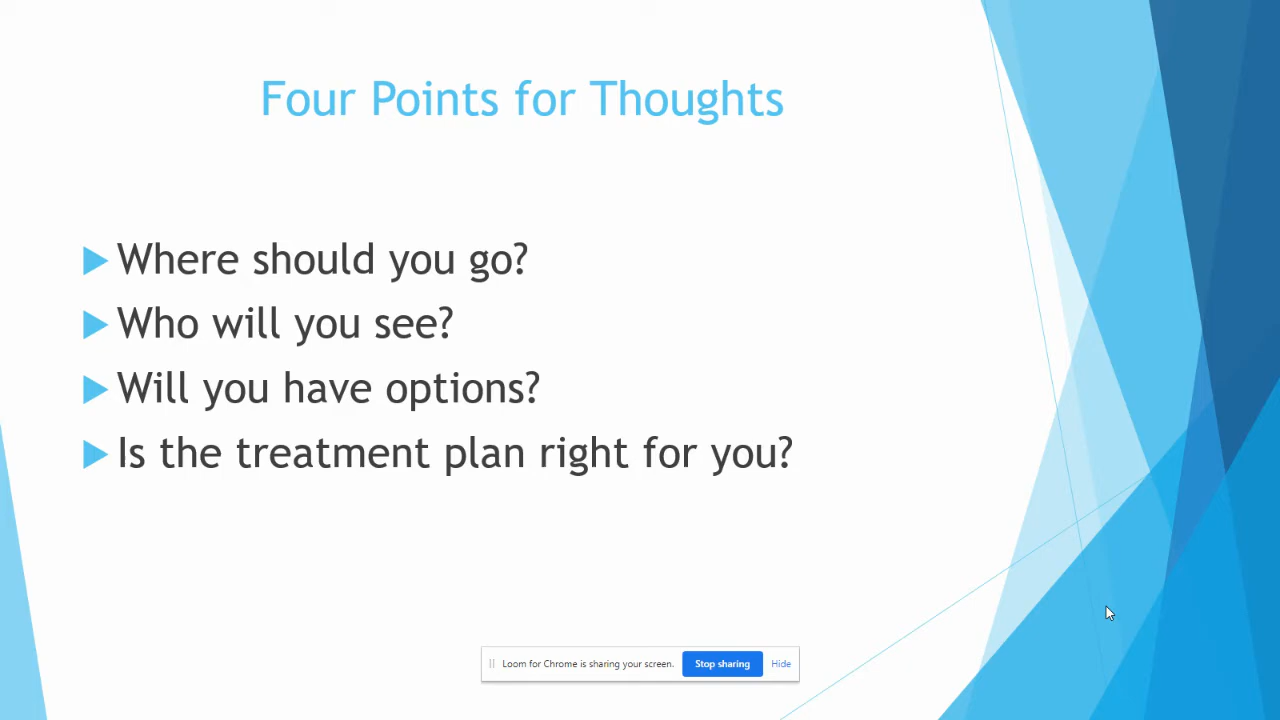 Four Points for Thoughts
Where should you go?
Who will you see?
Will you have options?
Is the treatment plan right for you?
Loom for Chrome is sharing your screen. Stop sharing Hide